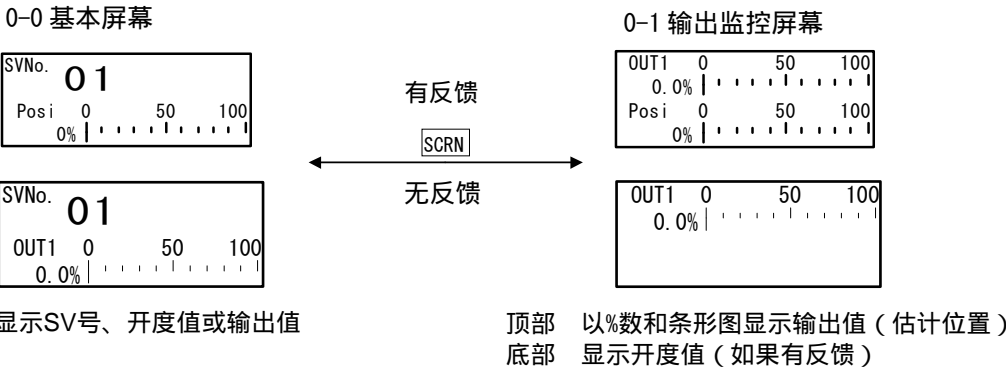 0-0 基本屏幕
SVNo. 01
Posi 0 50 100
0%
SVNo. 01
OUT1 0 50 100
0.0%
显示SV号、开度值或输出值
有反馈
SCRN
无反馈
0-1 输出监控屏幕
OUT1 0 50 100
0.0%
Posi 0 50 100
0%
OUT1 0 50 100
0.0%
顶部 以%数和条形图显示输出值（估计位置）
底部 显示开度值（如果有反馈）